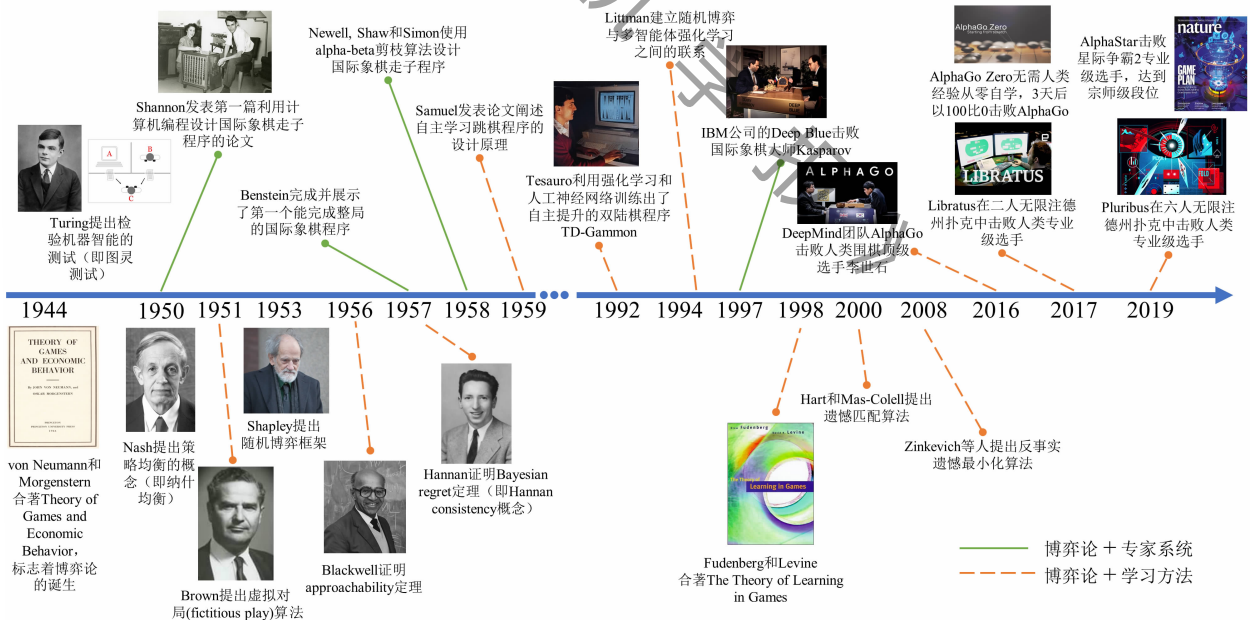 Turing提出检
验机器智能的
测试（即图灵
测试）
A
B
C
Shannon发表第一篇利用计
算机编程设计国际象棋走子
程序的论文
Benstein完成并展示
了第一个能完成整局
的国际象棋程序
Newell, Shaw和Simon使用
alpha-beta剪枝算法设计
国际象棋走子程序
Samuel发表论文阐述
自主学习跳棋程序的
设计原理
Tesauro利用强化学习和
人工神经网络训练出了
自主提升的双陆棋程序
TD-Gammon
Littman建立随机博弈
与多智能体强化学习
之间的联系
IBM公司的Deep Blue击败
国际象棋大师Kasparov
ALPHAGO
DeepMind团队AlphaGo
击败人类围棋顶级
选手李世石
AlphaGo Zero
Starting from scratch
AlphaGo Zero无需人类
经验从零自学，3天后
以100比0击败AlphaGo
LIBRATUS
Libratus在二人无限注德
州扑克中击败人类专业
级选手
AlphaStar击败
星际争霸2专业
级选手，达到
宗师级段位
nature
GAME
PLAN
FOLD
Pluribus在六人无限注
德州扑克中击败人类
专业级选手
1944
1950
1951
1953
1956
1957
1958
1959
1992
1994
1997
1998
2000
2008
2016
2017
2019
THEORY OF
GAMES
AND ECONOMIC
BEHAVIOR
von Neumann和
Morgenstern
合著Theory of
Games and
Economic
Behavior，
标志着博弈论
的诞生
Nash提出策
略均衡的概
念（即纳什
均衡）
Brown提出虚拟对
局(fictitious play)算法
Shapley提出
随机博弈框架
Blackwell证明
approachability定理
Hannan证明Bayesian
regret定理（即Hannan
consistency概念）
Fudenberg
Levine
The Theory of
Learning in Games
Fudenberg和Levine
合著The Theory of Learning
in Games
Hart和Mas-Colell提出
遗憾匹配算法
Zinkevich等人提出反事实
遗憾最小化算法
博弈论＋专家系统
博弈论＋学习方法